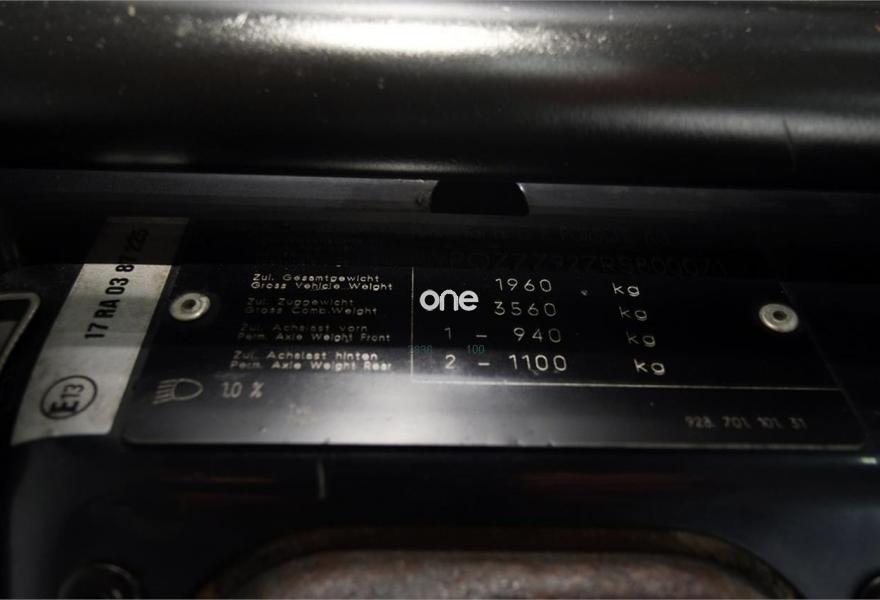 Zul. Gesamtgewicht
Gross Vehicle Weight 1960 kg
Zul. Zuggewicht
Gross Comb. Weight 3560 kg
Zul. Achslast vorn
Perm. Axle Weight Front 1 - 940 kg
Zul. Achslast hinten
Perm. Axle Weight Rear 2 - 1100 kg
1.0 %
928. 701. 101. 31
17 RA 03 87 226
E13
one